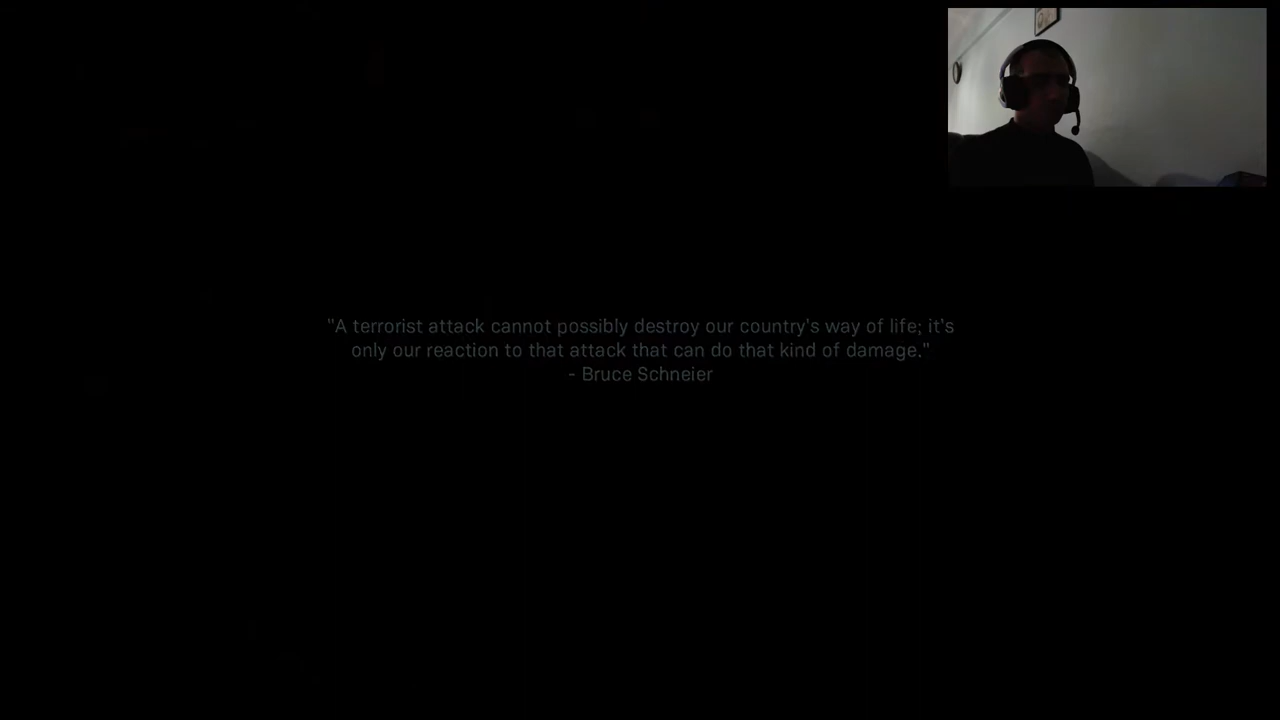 "A terrorist attack cannot possibly destroy our country's way of life; it's
only our reaction to that attack that can do that kind of damage."
- Bruce Schneier